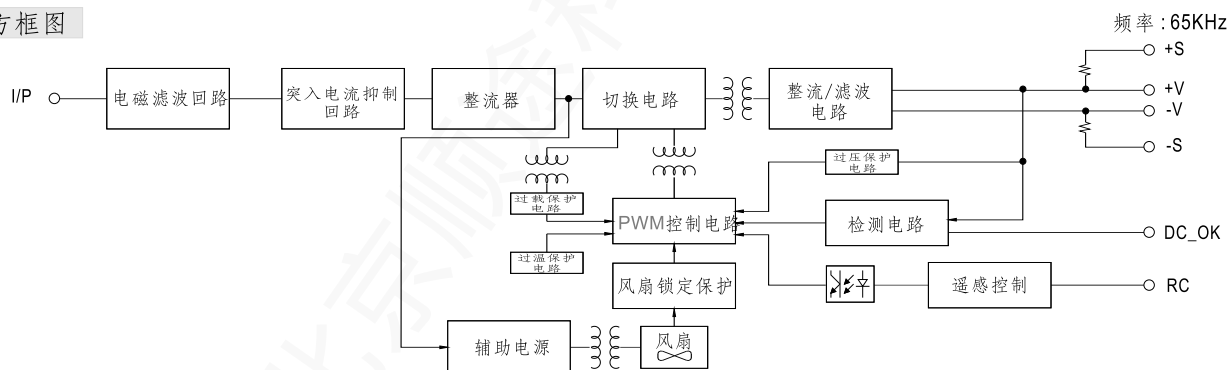 方框图
频率 : 65KHz
I/P
电磁滤波回路
突入电流抑制
回路
整流器
切换电路
整流/滤波
电路
+S
+V
-V
-S
过载保护
电路
过温保护
电路
PWM控制电路
过压保护
电路
检测电路
DC_OK
风扇锁定保护
遥感控制
RC
辅助电源
风扇
北京顺